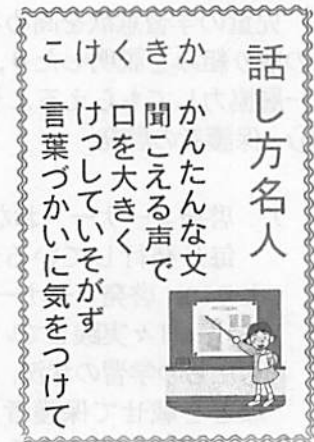 話し方名人
か かんたんな文
き 聞こえる声で
く 口を大きく
け けっしていそがず
こ 言葉づかいに気をつけて